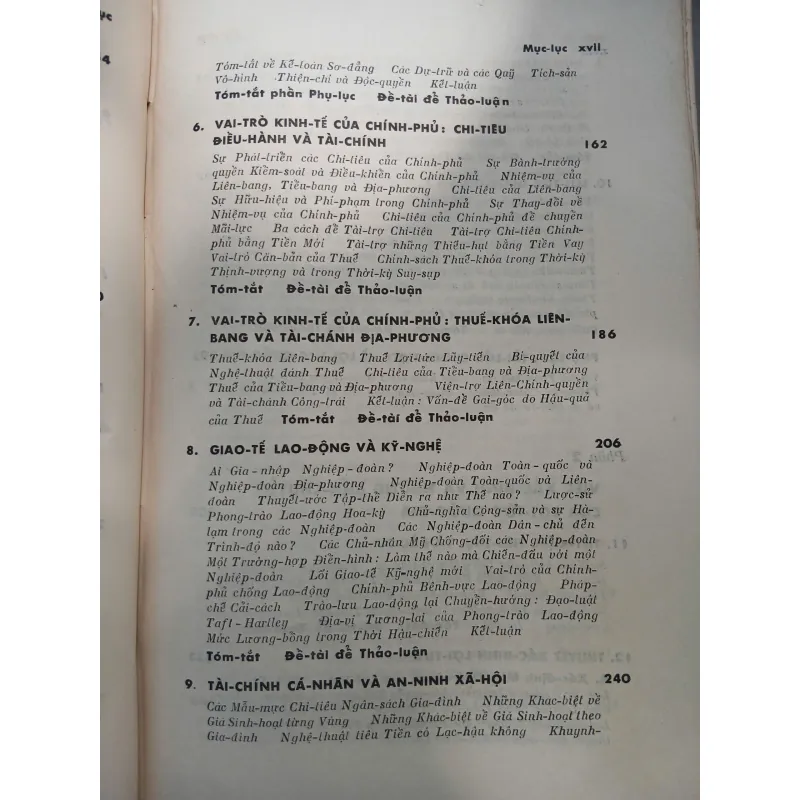 Mục-lục xvii
Tóm-tắt về Kế-toán Sơ-đẳng Các Dự-trữ và các Quỹ Tích-sản
Vô-hình Thiện-chí và Độc-quyền Kết-luận
Tóm-tắt phần Phụ-lục Đề-tài để Thảo-luận
6. VAI-TRÒ KINH-TẾ CỦA CHÍNH-PHỦ : CHI-TIÊU
ĐIỀU-HÀNH VÀ TÀI-CHÍNH 162
Sự Phát-triển các Chi-tiêu của Chính-phủ Sự Bành-trướng
quyền Kiểm-soát và Điều-khiển của Chính-phủ Nhiệm-vụ của
Liên-bang, Tiểu-bang và Địa-phương Chi-tiêu của Liên-bang
Sự Hữu-hiệu và Phí-phạm trong Chính-phủ Sự Thay-đổi về
Nhiệm-vụ của Chính-phủ Chi-tiêu của Chính-phủ để chuyển
Mãi-lực Ba cách để Tài-trợ Chi-tiêu Tài-trợ Chi-tiêu Chính-
phủ bằng Tiền Mới Tài-trợ những Thiếu-hụt bằng Tiền Vay
Vai-trò Căn-bản của Thuế Chính-sách Thuế-khóa trong Thời-kỳ
Thịnh-vượng và trong Thời-kỳ Suy-sụp
Tóm-tắt Đề-tài để Thảo-luận
7. VAI-TRÒ KINH-TẾ CỦA CHÍNH-PHỦ : THUẾ-KHÓA LIÊN-
BANG VÀ TÀI-CHÁNH ĐỊA-PHƯƠNG 186
Thuế-khóa Liên-bang Thuế Lợi-tức Lũy-tiến Bí-quyết của
Nghệ-thuật đánh Thuế Chi-tiêu của Tiểu-bang và Địa-phương
Thuế của Tiểu-bang và Địa-phương Viện-trợ Liên-Chính-quyền
và Tài-chánh Công-trái Kết-luận : Vấn-đề Gai-góc do Hậu-quả
của Thuế Tóm-tắt Đề-tài để Thảo-luận
8. GIAO-TẾ LAO-ĐỘNG VÀ KỸ-NGHỆ 206
Ai Gia-nhập Nghiệp-đoàn ? Nghiệp-đoàn Toàn-quốc và
Nghiệp-đoàn Địa-phương Nghiệp-đoàn Toàn-quốc và Liên-
đoàn Thuyết-ước Tập-thể Diễn ra như Thế nào ? Lược-sử
Phong-trào Lao-động Hoa-kỳ Chủ-nghĩa Cộng-sản và sự Hà-
lạm trong các Nghiệp-đoàn Các Nghiệp-đoàn Dân-chủ đến
Trình-độ nào ? Các Chủ-nhân Mỹ Chống-đối các Nghiệp-đoàn
Một Trường-hợp Điển-hình : Làm thế nào mà Chiến-đấu với một
Nghiệp-đoàn Lối Giao-tế Kỹ-nghệ mới Vai-trò của Chính-
phủ chống Lao-động Chính-phủ Bênh-vực Lao-động Pháp-
chế Cải-cách Trào-lưu Lao-động lại Chuyển-hướng : Đạo-luật
Taft-Hartley Địa-vị Tương-lai của Phong-trào Lao-động
Mức Lương-bổng trong Thời Hậu-chiến Kết-luận
Tóm-tắt Đề-tài để Thảo-luận
9. TÀI-CHÍNH CÁ-NHÂN VÀ AN-NINH XÃ-HỘI 240
Các Mẫu-mực Chi-tiêu Ngân-sách Gia-đình Những Khác-biệt về
Giá Sinh-hoạt từng Vùng Những Khác-biệt về Giá Sinh-hoạt theo
Gia-đình Nghệ-thuật tiêu Tiền có Lạc-hậu không Khuynh-